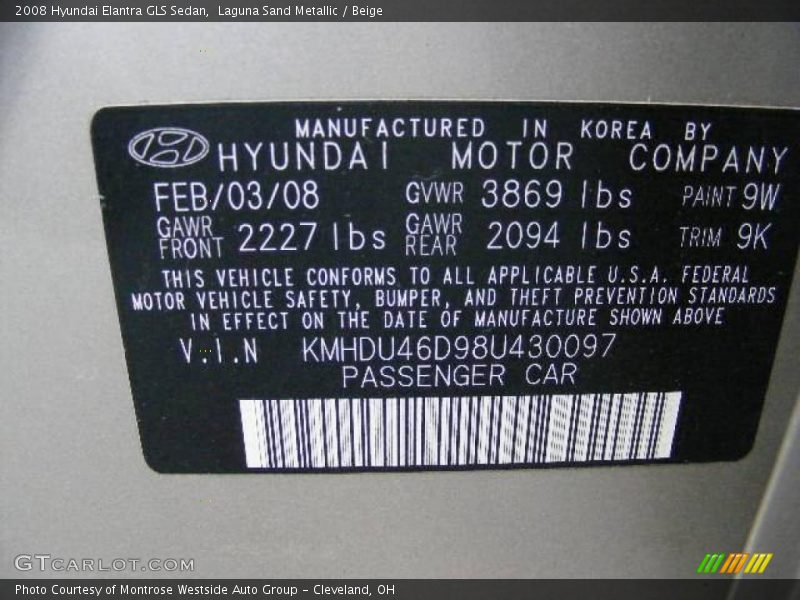 2008 Hyundai Elantra GLS Sedan,  Laguna Sand Metallic / Beige
MANUFACTURED IN KOREA BY
HYUNDAI MOTOR COMPANY
FEB/03/08 GVWR 3869 lbs PAINT 9W
GAWR FRONT 2227 lbs GAWR REAR 2094 lbs TRIM 9K
THIS VEHICLE CONFORMS TO ALL APPLICABLE U.S.A. FEDERAL
MOTOR VEHICLE SAFETY, BUMPER, AND THEFT PREVENTION STANDARDS
IN EFFECT ON THE DATE OF MANUFACTURE SHOWN ABOVE
V.I.N KMHDU46D98U430097
PASSENGER CAR
GTCARLOT.COM
Photo Courtesy of Montrose Westside Auto Group - Cleveland, OH